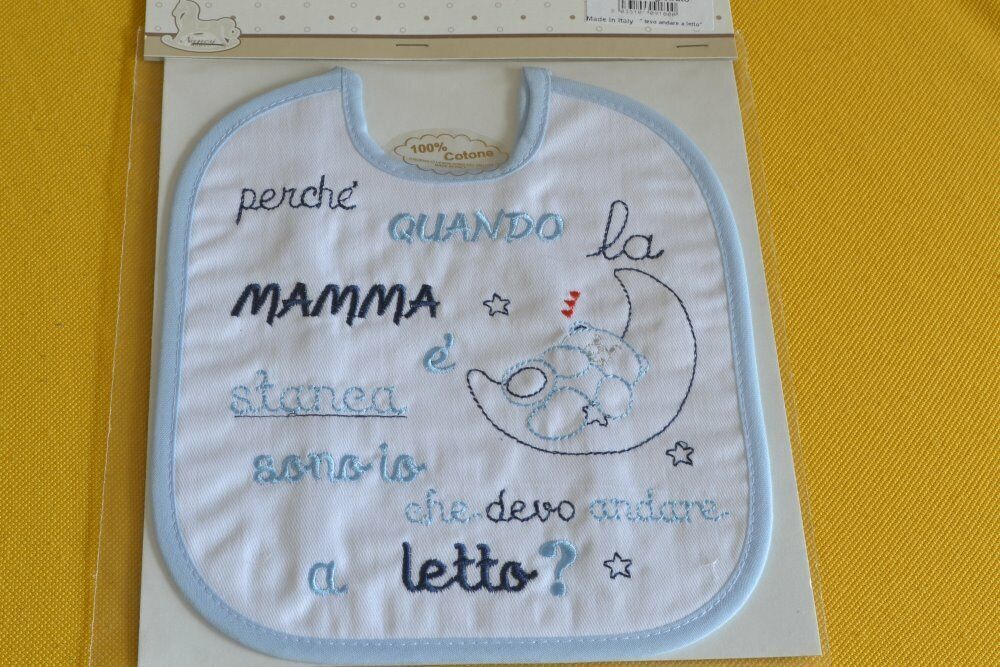 Nanny
Made in Italy "devo andare a letto"
100%
Cotone
perché
QUANDO
la
MAMMA
è
stanca
sono io
che devo andare
a letto?